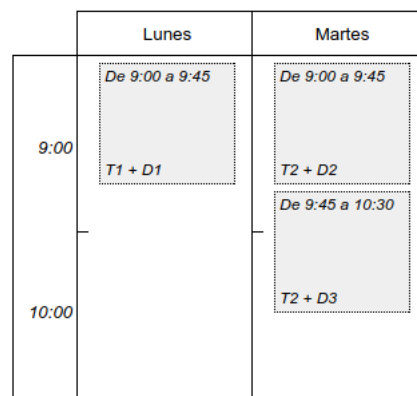 Lunes
Martes
De 9:00 a 9:45
De 9:00 a 9:45
9:00
T1 + D1
T2 + D2
De 9:45 a 10:30
T2 + D3
10:00